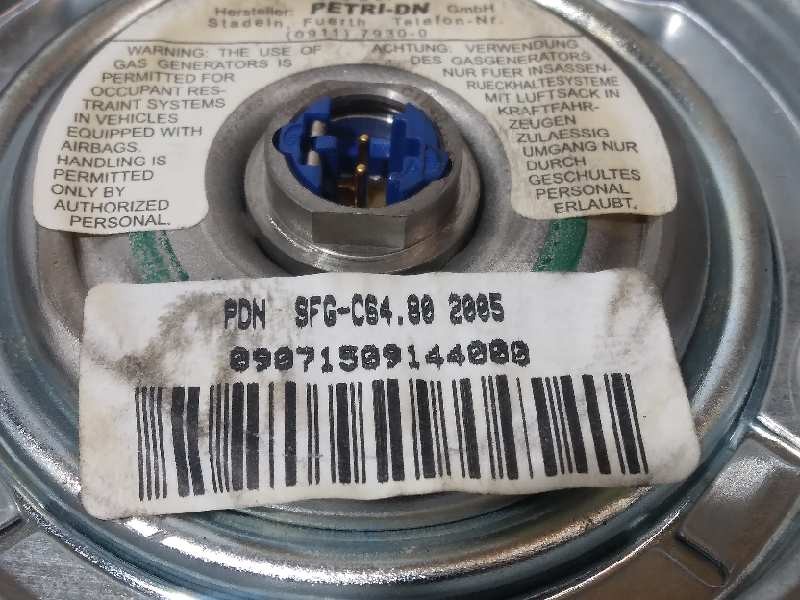 Hersteller: PETRI-DN GmbH
Stadeln, Fuerth Telefon-Nr.
(0911) 7930-0
WARNING: THE USE OF
GAS GENERATORS IS
PERMITTED FOR
OCCUPANT RES-
TRAINT SYSTEMS
IN VEHICLES
EQUIPPED WITH
AIRBAGS.
HANDLING IS
PERMITTED
ONLY BY
AUTHORIZED
PERSONAL.
ACHTUNG: VERWENDUNG
DES GASGENERATORS
NUR FUER INSASSEN-
RUECKHALTESYSTEME
MIT LUFTSACK IN
KRAFTFAHR-
ZEUGEN
ZULAESSIG
UMGANG NUR
DURCH
GESCHULTES
PERSONAL
ERLAUBT.
PDN SFG-C64.80 2005
09071509144000